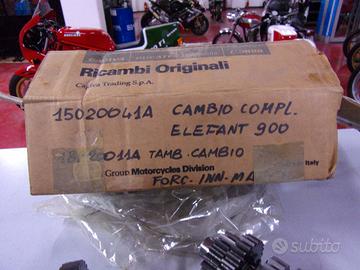 Ricambi Originali
Cagiva Trading S.p.A.
15020041A CAMBIO COMPL.
ELEFANT 900
0011A TAMB. CAMBIO
Group Motorcycles Division
Italy
FORC. INN. MA
subito